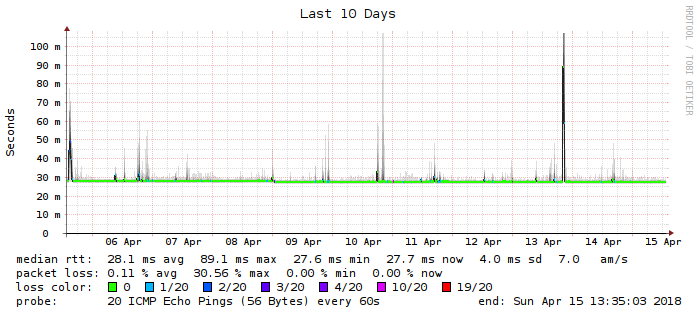 Last 10 Days
RRDTOOL / TOBI OETIKER
Seconds
100 m
90 m
80 m
70 m
60 m
50 m
40 m
30 m
20 m
10 m
0
06 Apr 07 Apr 08 Apr 09 Apr 10 Apr 11 Apr 12 Apr 13 Apr 14 Apr 15 Apr
median rtt: 28.1 ms avg 89.1 ms max 27.6 ms min 27.7 ms now 4.0 ms sd 7.0 am/s
packet loss: 0.11 % avg 30.56 % max 0.00 % min 0.00 % now
loss color: 0 1/20 2/20 3/20 4/20 10/20 19/20
probe: 20 ICMP Echo Pings (56 Bytes) every 60s end: Sun Apr 15 13:35:03 2018